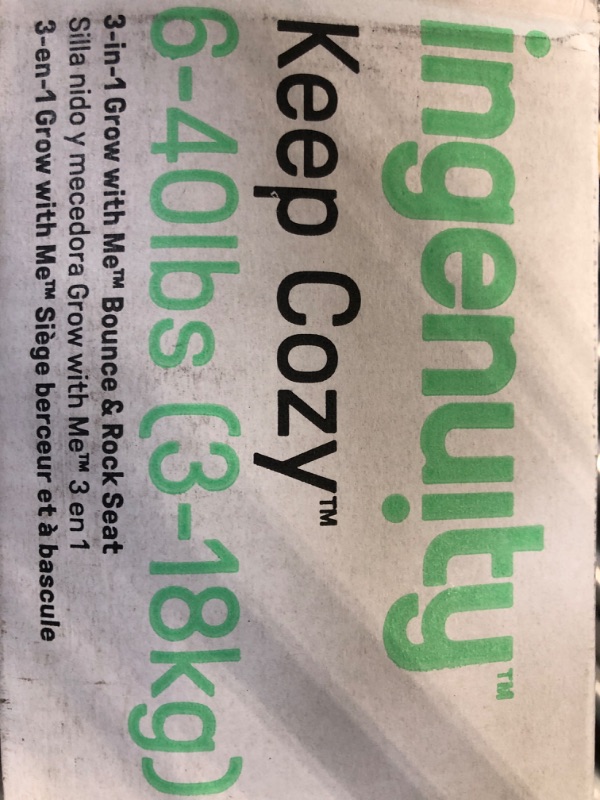 ingenuity™
Keep Cozy™
6-40lbs (3-18kg)
3-in-1 Grow with Me™ Bounce & Rock Seat
Silla nido y mecedora Grow with Me™ 3 en 1
3-en-1 Grow with Me™ Siège berceur et à bascule